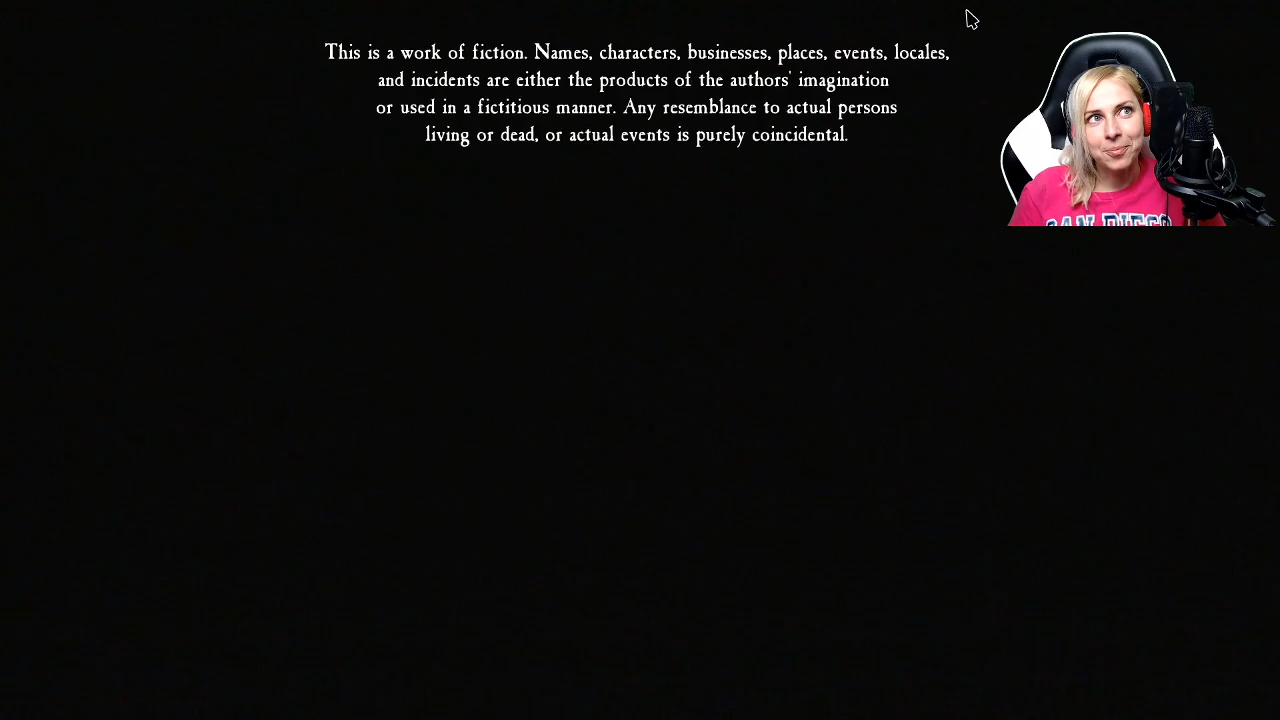 This is a work of fiction. Names, characters, businesses, places, events, locales,
and incidents are either the products of the authors' imagination
or used in a fictitious manner. Any resemblance to actual persons
living or dead, or actual events is purely coincidental.
SAN DIEGO